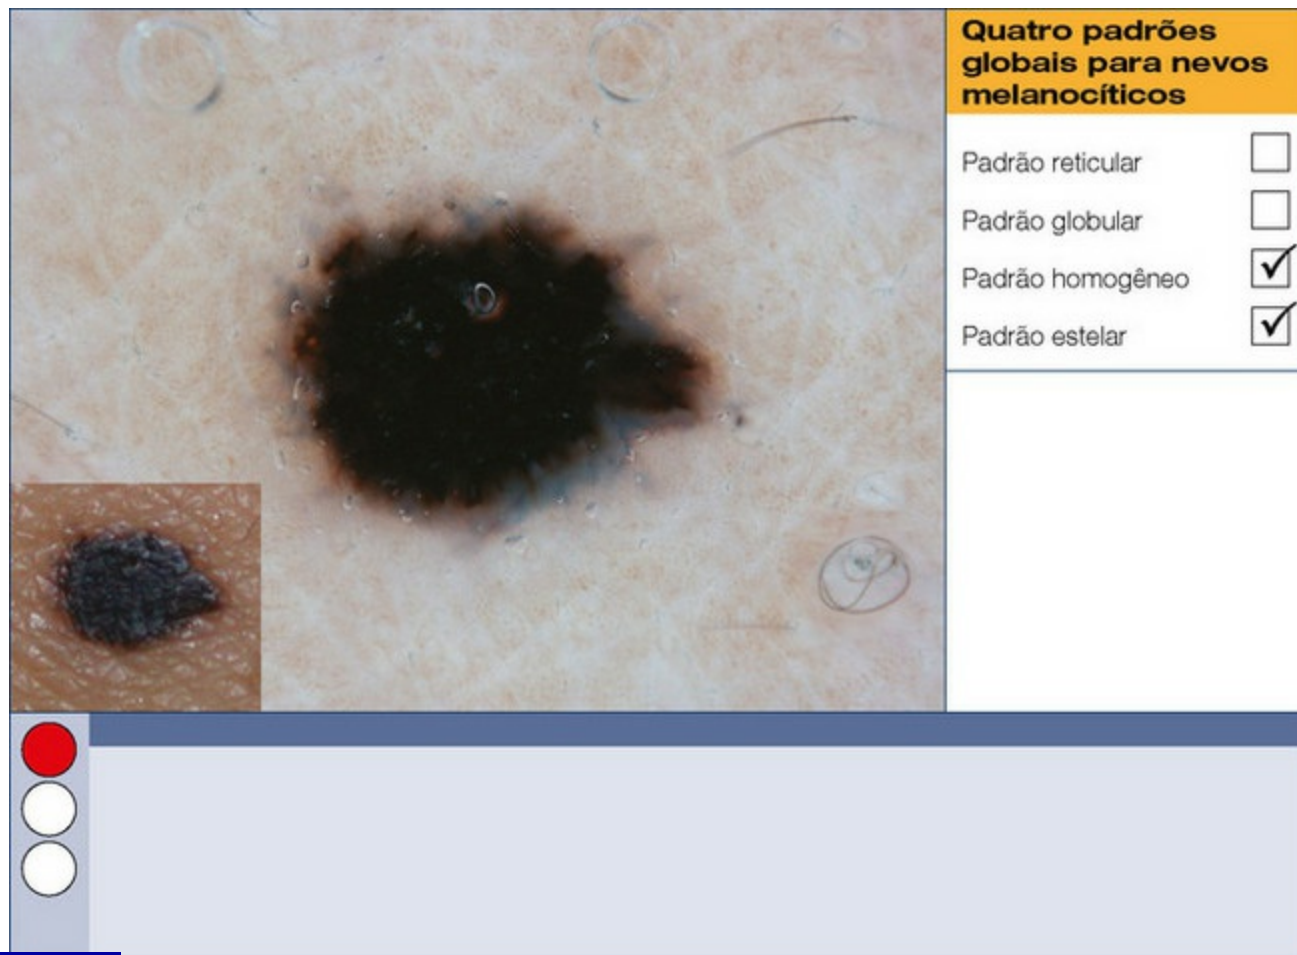 Quatro padrões
globais para nevos
melanocíticos
Padrão reticular
Padrão globular
Padrão homogêneo
Padrão estelar